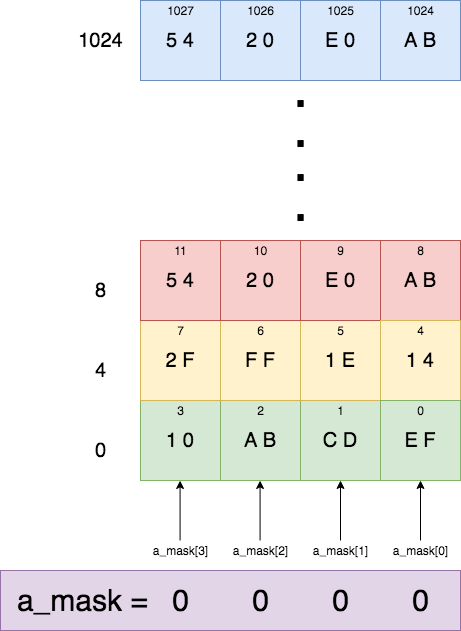 1027 1026 1025 1024
1024 5 4 2 0 E 0 A B
11 10 9 8
8 5 4 2 0 E 0 A B
7 6 5 4
4 2 F F F 1 E 1 4
3 2 1 0
0 1 0 A B C D E F
a_mask[3] a_mask[2] a_mask[1] a_mask[0]
a_mask = 0 0 0 0